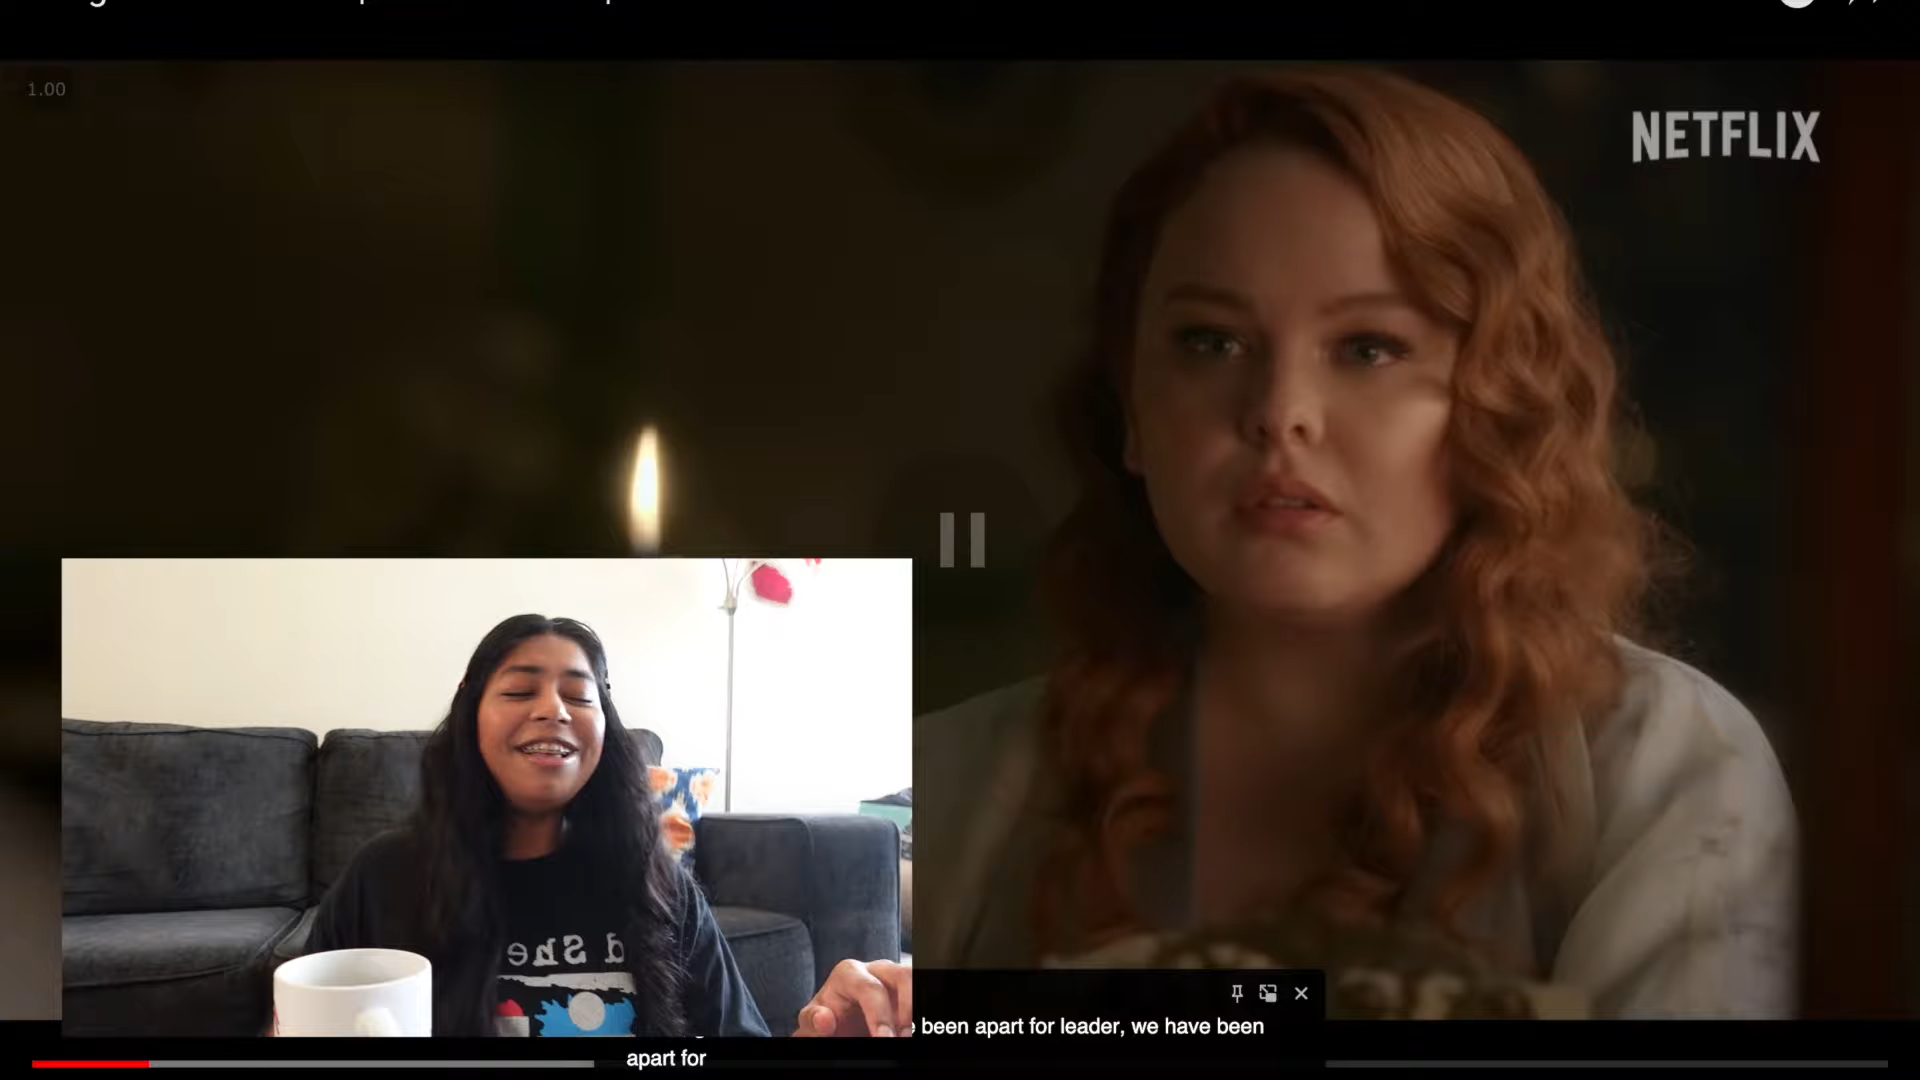 1.00
NETFLIX
d She
been apart for leader, we have been
apart for